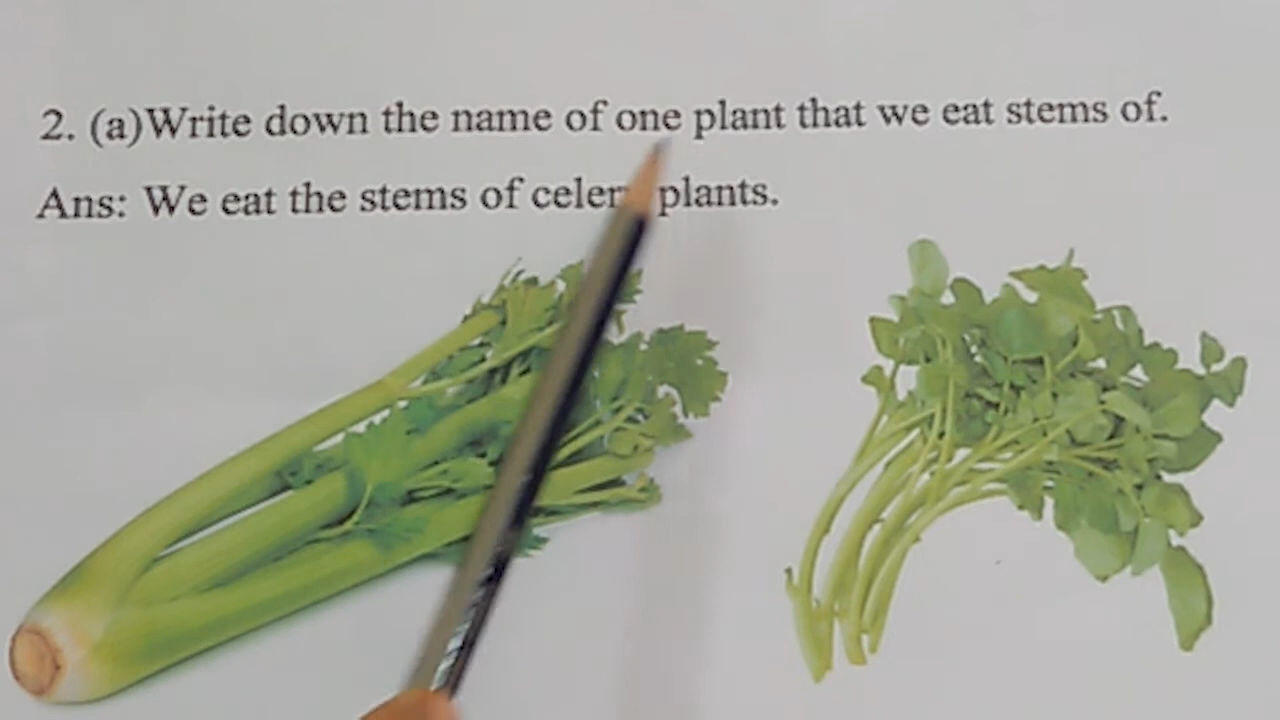 2. (a)Write down the name of one plant that we eat stems of.
Ans: We eat the stems of celery plants.